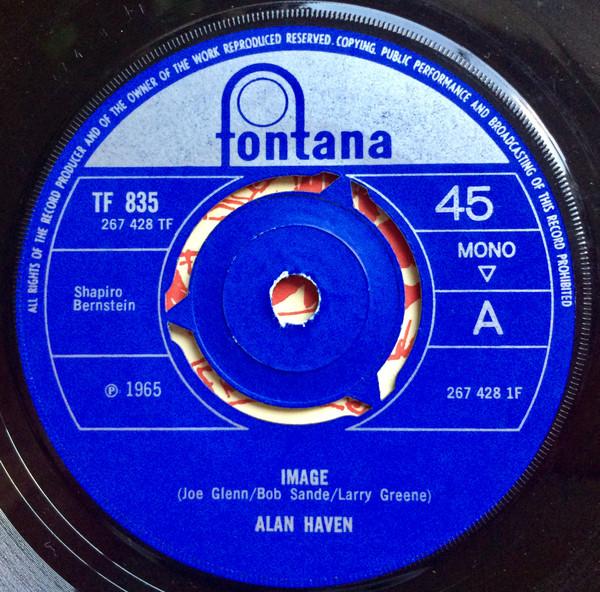 ALL RIGHTS OF THE RECORD PRODUCER AND OF THE OWNER OF THE WORK REPRODUCED RESERVED. COPYING, PUBLIC PERFORMANCE AND BROADCASTING OF THIS RECORD PROHIBITED
fontana
TF 835
267 428 TF
45
MONO
Shapiro
Bernstein
A
℗ 1965
267 428 1F
IMAGE
(Joe Glenn/Bob Sande/Larry Greene)
ALAN HAVEN